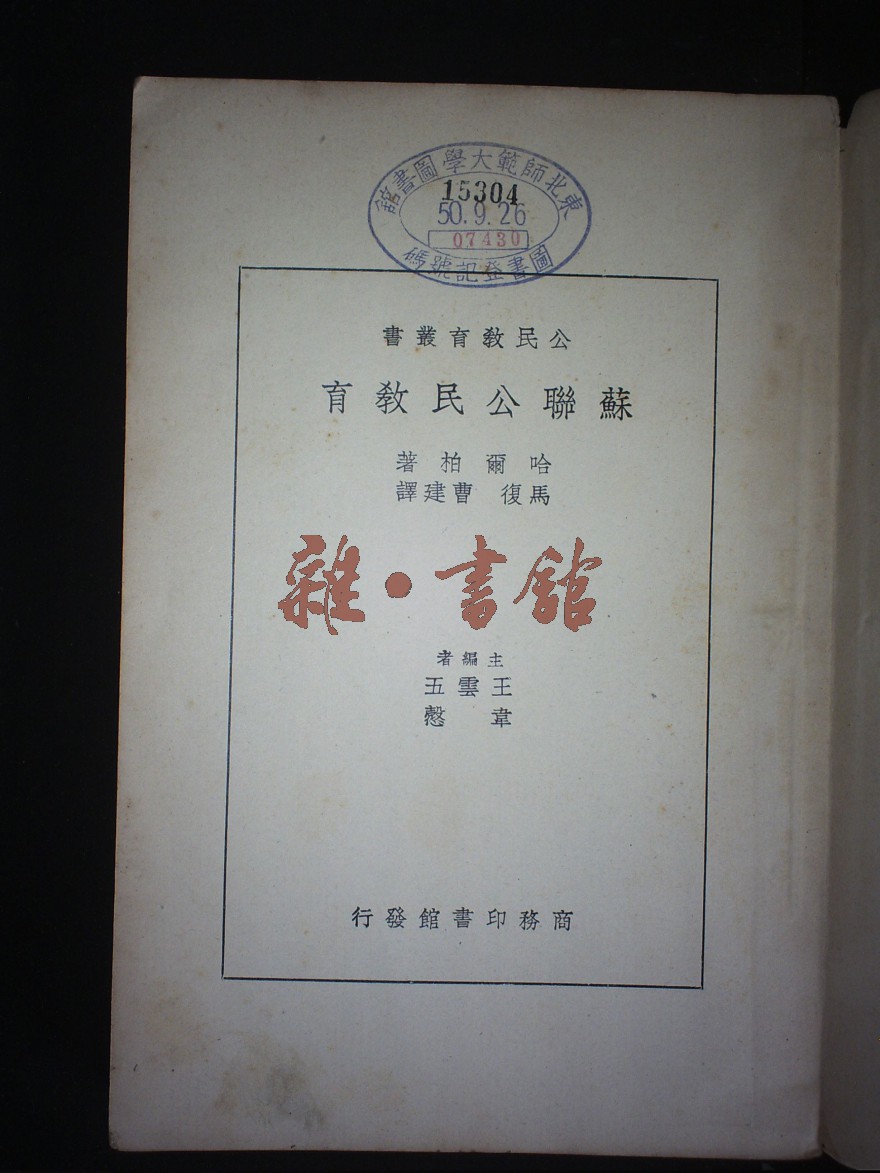 東北師範大學圖書館
15304
50.9.26
07430
圖書登記號碼
公民教育叢書
蘇聯公民教育
哈爾柏著
馬復 曹建譯
雜·書館
主編者
王雲五
韋慤
商務印書館發行